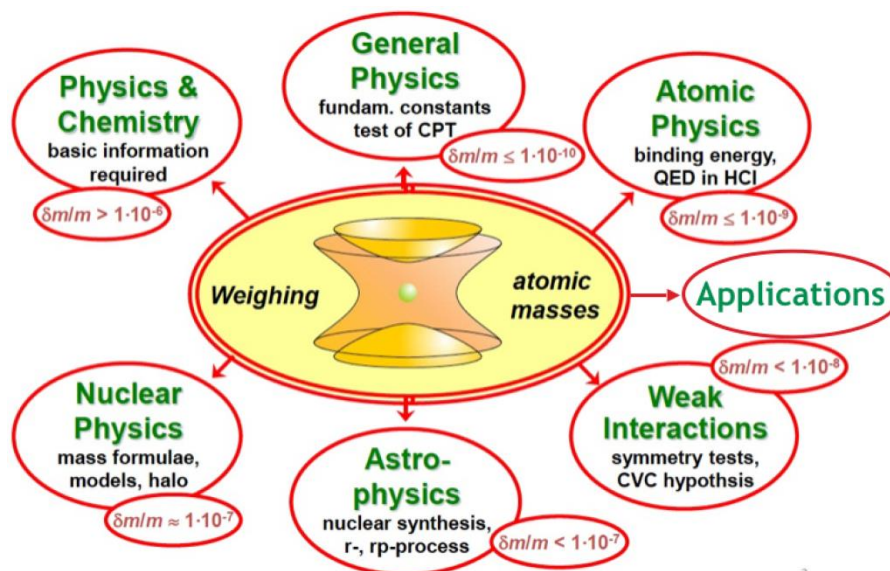 General
Physics
fundam. constants
test of CPT
δm/m ≤ 1·10-10
Physics &
Chemistry
basic information
required
δm/m > 1·10-6
Atomic
Physics
binding energy,
QED in HCI
δm/m ≤ 1·10-9
Weighing
atomic
masses
Applications
Nuclear
Physics
mass formulae,
models, halo
δm/m ≈ 1·10-7
Astro-
physics
nuclear synthesis,
r-, rp-process
δm/m < 1·10-7
δm/m < 1·10-8
Weak
Interactions
symmetry tests,
CVC hypothsis